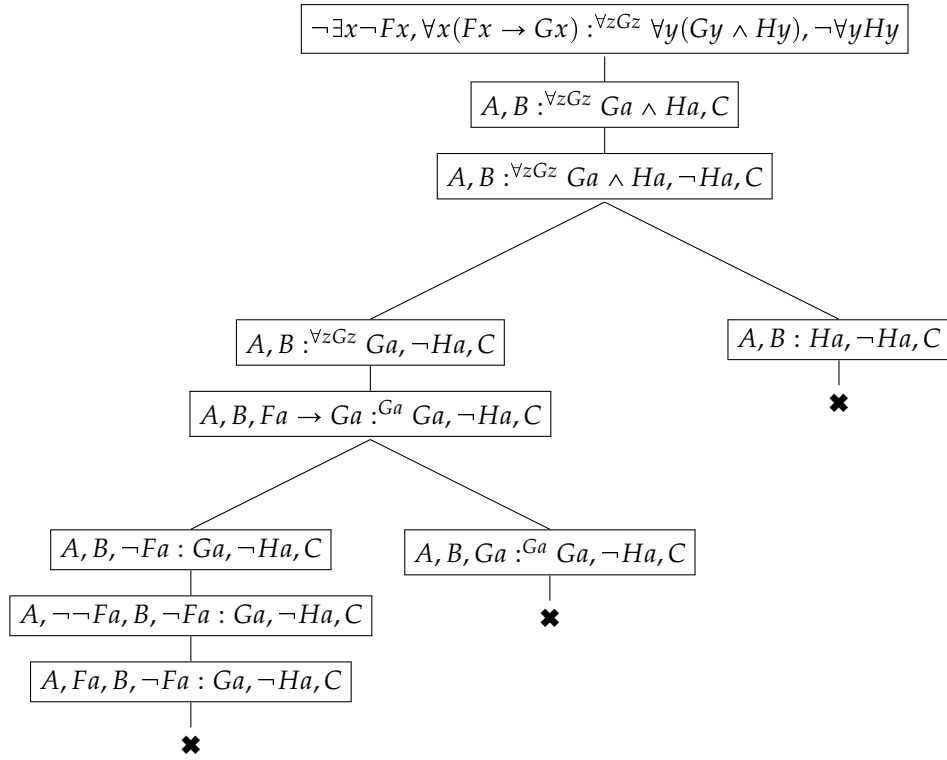 ¬∃x¬Fx, ∀x(Fx → Gx) :^{∀zGz} ∀y(Gy ∧ Hy), ¬∀yHy
A, B :^{∀zGz} Ga ∧ Ha, C
A, B :^{∀zGz} Ga ∧ Ha, ¬Ha, C
A, B :^{∀zGz} Ga, ¬Ha, C
A, B : Ha, ¬Ha, C
✖
A, B, Fa → Ga :^{Ga} Ga, ¬Ha, C
A, B, ¬Fa : Ga, ¬Ha, C
A, B, Ga :^{Ga} Ga, ¬Ha, C
A, ¬¬Fa, B, ¬Fa : Ga, ¬Ha, C
✖
A, Fa, B, ¬Fa : Ga, ¬Ha, C
✖